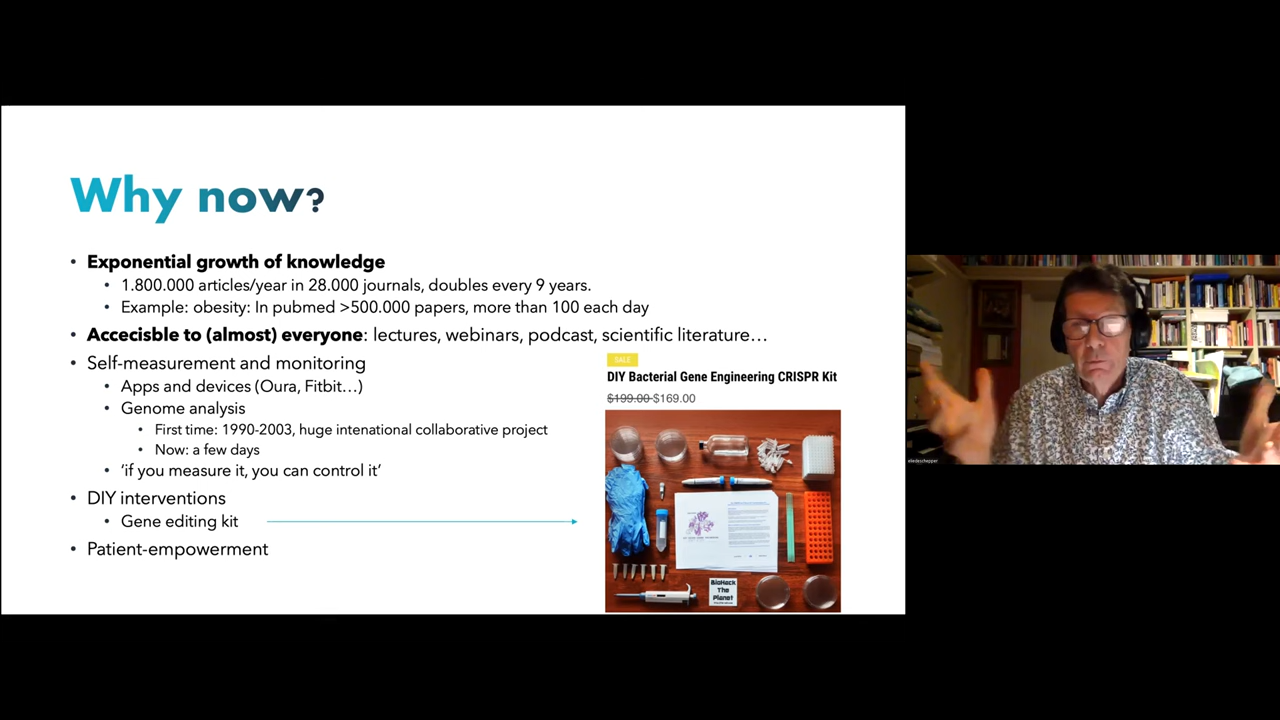 Why now?
• Exponential growth of knowledge
• 1.800.000 articles/year in 28.000 journals, doubles every 9 years.
• Example: obesity: In pubmed >500.000 papers, more than 100 each day
• Accecisble to (almost) everyone: lectures, webinars, podcast, scientific literature…
• Self-measurement and monitoring
• Apps and devices (Oura, Fitbit…)
• Genome analysis
• First time: 1990-2003, huge intenational collaborative project
• Now: a few days
• ‘if you measure it, you can control it’
• DIY interventions
• Gene editing kit
• Patient-empowerment
SALE
DIY Bacterial Gene Engineering CRISPR Kit
$199.00 $169.00
BioHack
The
Planet